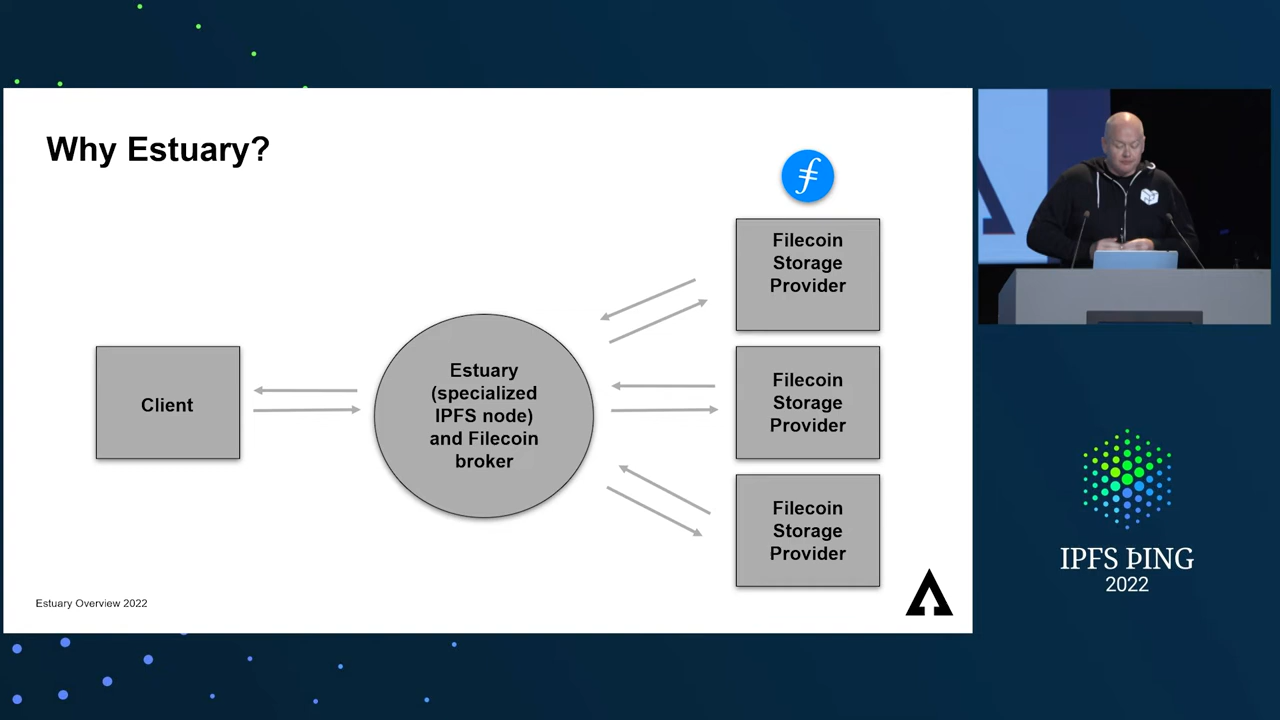 Why Estuary?
Client
Estuary
(specialized
IPFS node)
and Filecoin
broker
Filecoin
Storage
Provider
Filecoin
Storage
Provider
Filecoin
Storage
Provider
Estuary Overview 2022
IPFS ÞING
2022